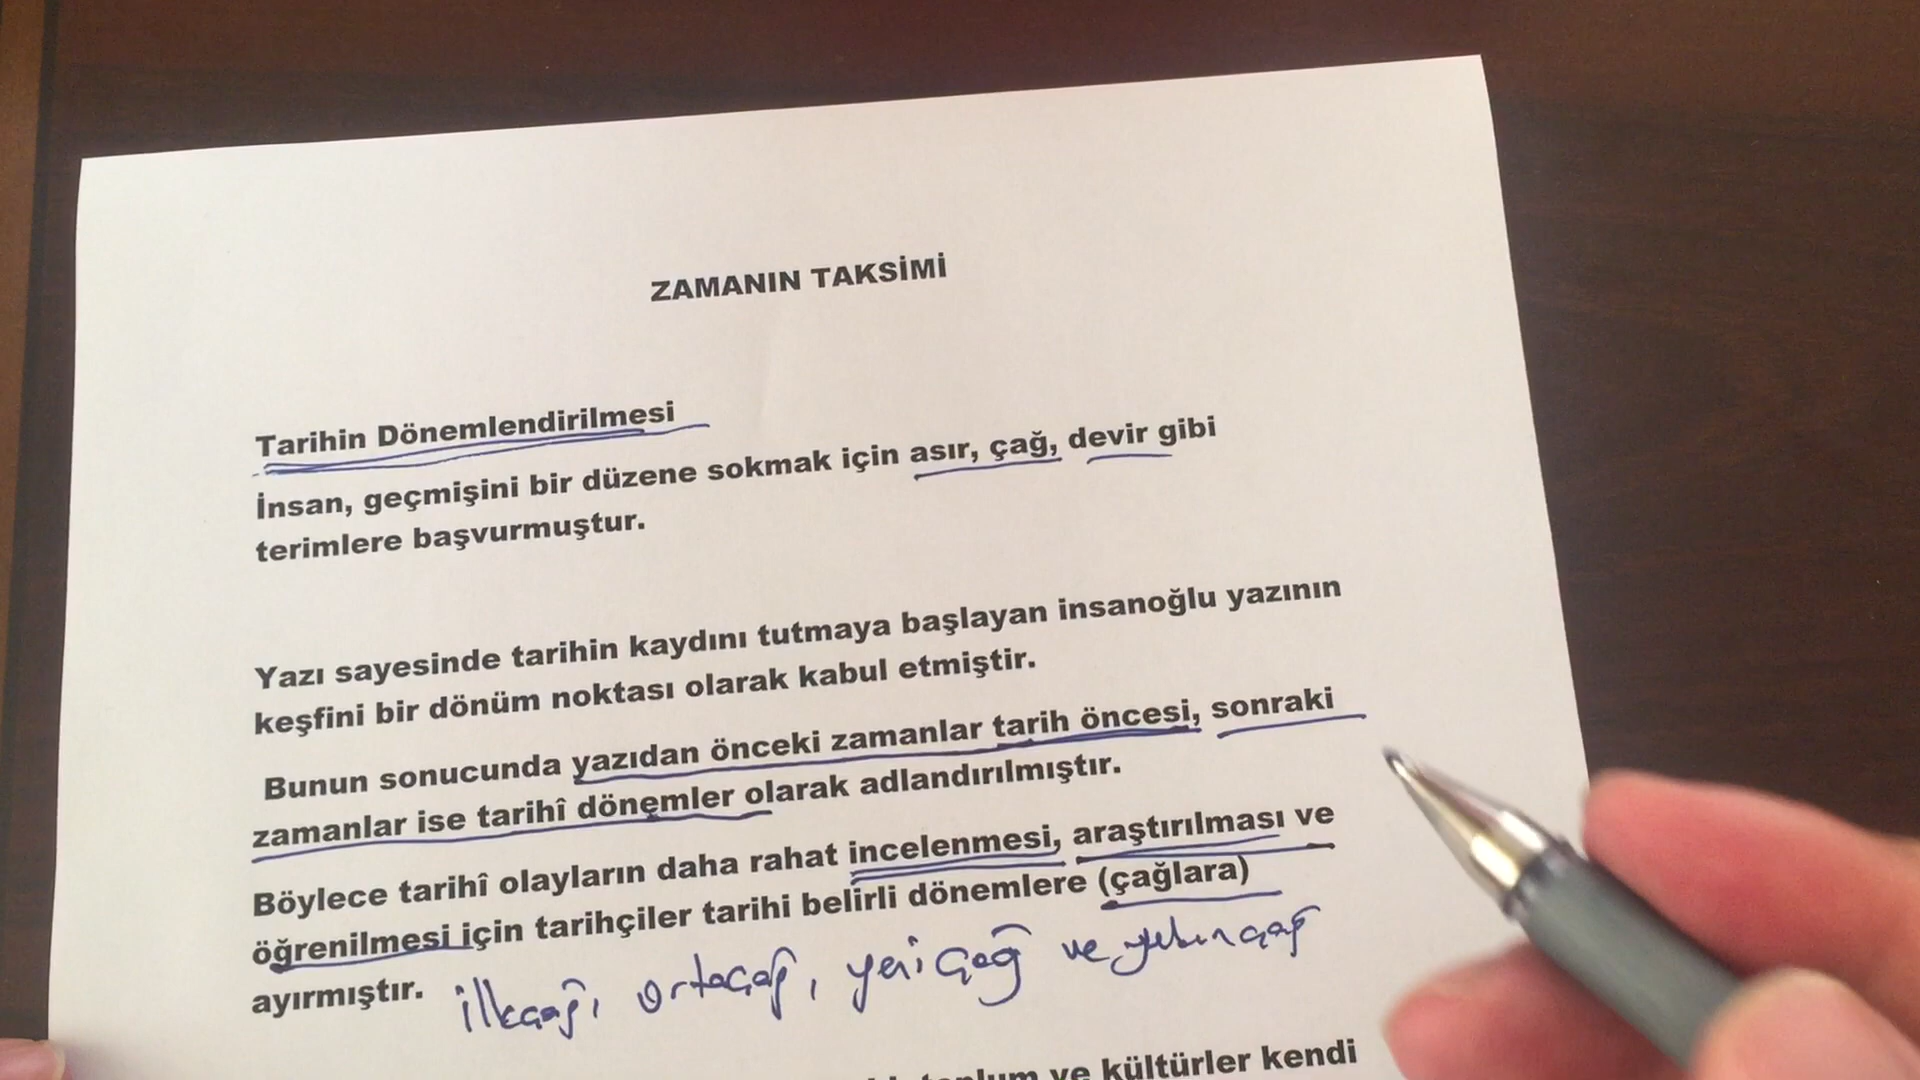 ZAMANIN TAKSİMİ
Tarihin Dönemlendirilmesi
İnsan, geçmişini bir düzene sokmak için asır, çağ, devir gibi
terimlere başvurmuştur.
Yazı sayesinde tarihin kaydını tutmaya başlayan insanoğlu yazının
keşfini bir dönüm noktası olarak kabul etmiştir.
Bunun sonucunda yazıdan önceki zamanlar tarih öncesi, sonraki
zamanlar ise tarihî dönemler olarak adlandırılmıştır.
Böylece tarihî olayların daha rahat incelenmesi, araştırılması ve
öğrenilmesi için tarihçiler tarihi belirli dönemlere (çağlara)
ayırmıştır. ilkçağ, ortaçağ, yeni çağ ve yakınçağ
ve kültürler kendi